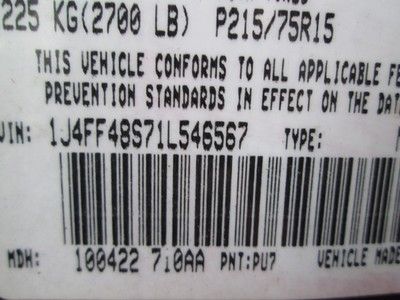 225 KG(2700 LB) P215/75R15
THIS VEHICLE CONFORMS TO ALL APPLICABLE FE
PREVENTION STANDARDS IN EFFECT ON THE DAT
VIN: 1J4FF48S71L546567 TYPE:
MDH: 100422 710AA PNT:PU7 VEHICLE MADE